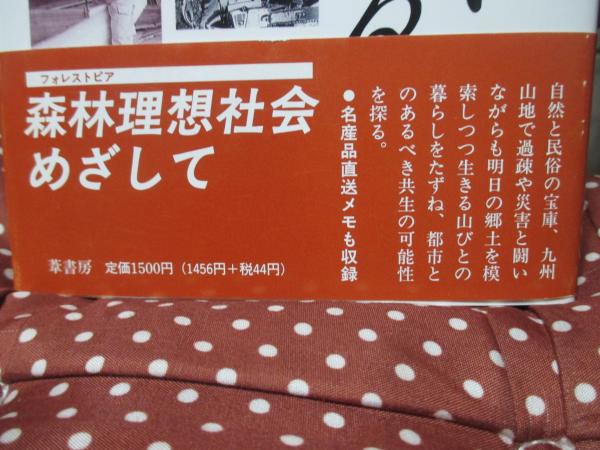 フォレストピア
森林理想社会
めざして
自然と民俗の宝庫、九州
山地で過疎や災害と闘い
ながらも明日の郷土を模
索しつつ生きる山びとの
暮らしをたずね、都市と
のあるべき共生の可能性
を探る。
●名産品直送メモも収録
葦書房 定価1500円（1456円＋税44円）